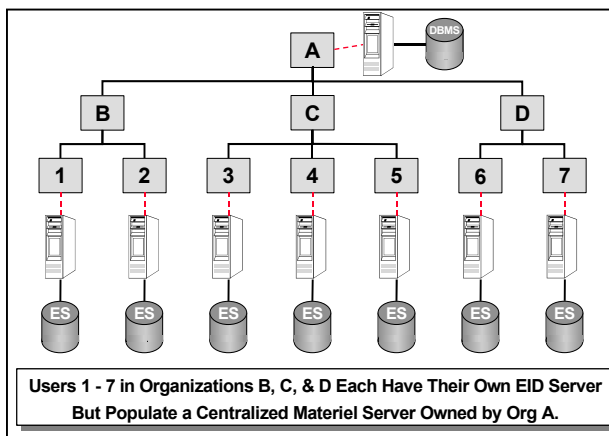 A
DBMS
B C D
1 2 3 4 5 6 7
ES ES ES ES ES ES ES
Users 1 - 7 in Organizations B, C, & D Each Have Their Own EID Server
But Populate a Centralized Materiel Server Owned by Org A.